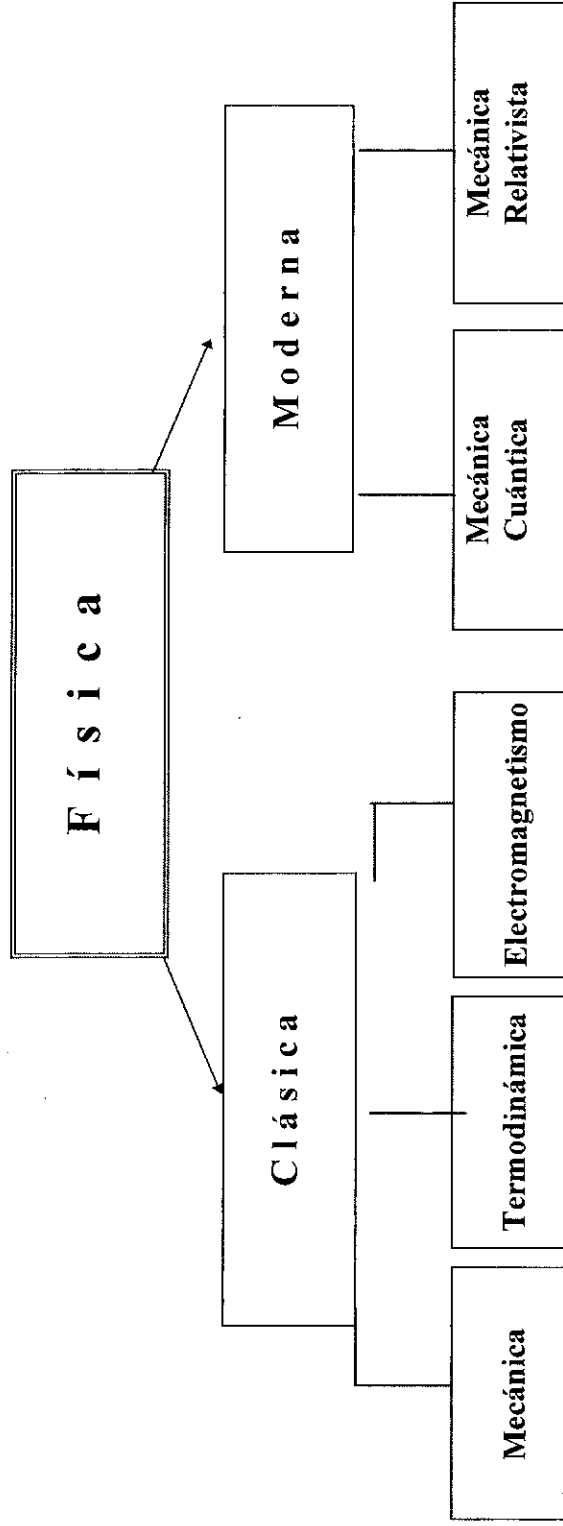 Física
Clásica
Moderna
Mecánica
Termodinámica
Electromagnetismo
Mecánica
Cuántica
Mecánica
Relativista